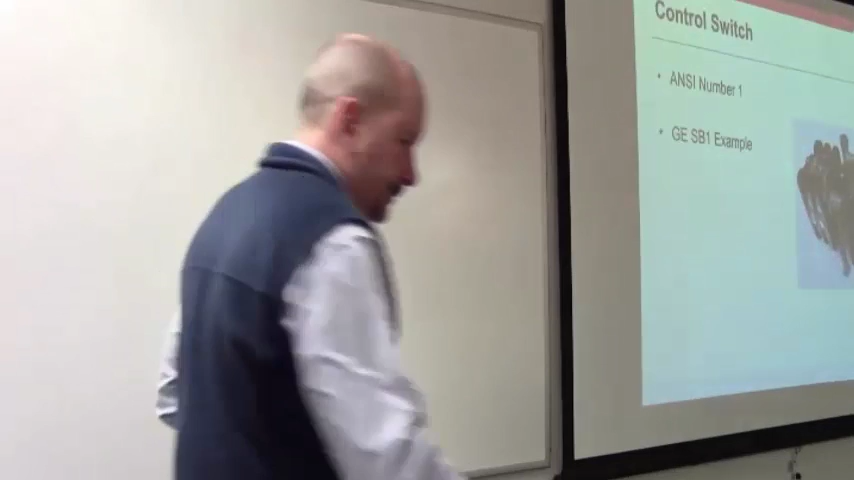 Control Switch
• ANSI Number 1
• GE SB1 Example